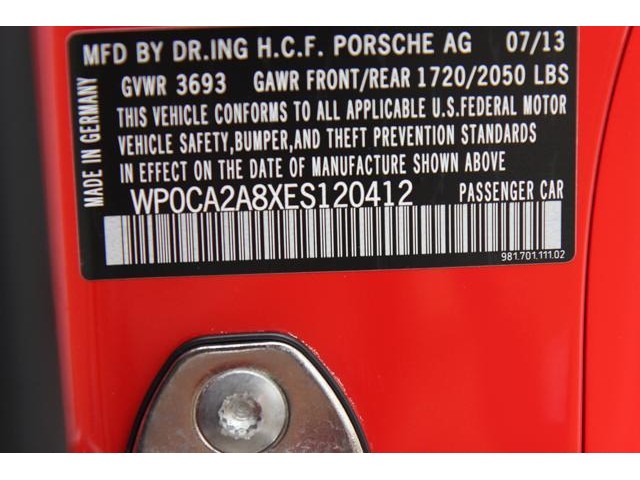 MFD BY DR.ING H.C.F. PORSCHE AG 07/13
GVWR 3693 GAWR FRONT/REAR 1720/2050 LBS
THIS VEHICLE CONFORMS TO ALL APPLICABLE U.S.FEDERAL MOTOR
VEHICLE SAFETY,BUMPER,AND THEFT PREVENTION STANDARDS
IN EFFECT ON THE DATE OF MANUFACTURE SHOWN ABOVE
WP0CA2A8XES120412 PASSENGER CAR
981.701.111.02
MADE IN GERMANY